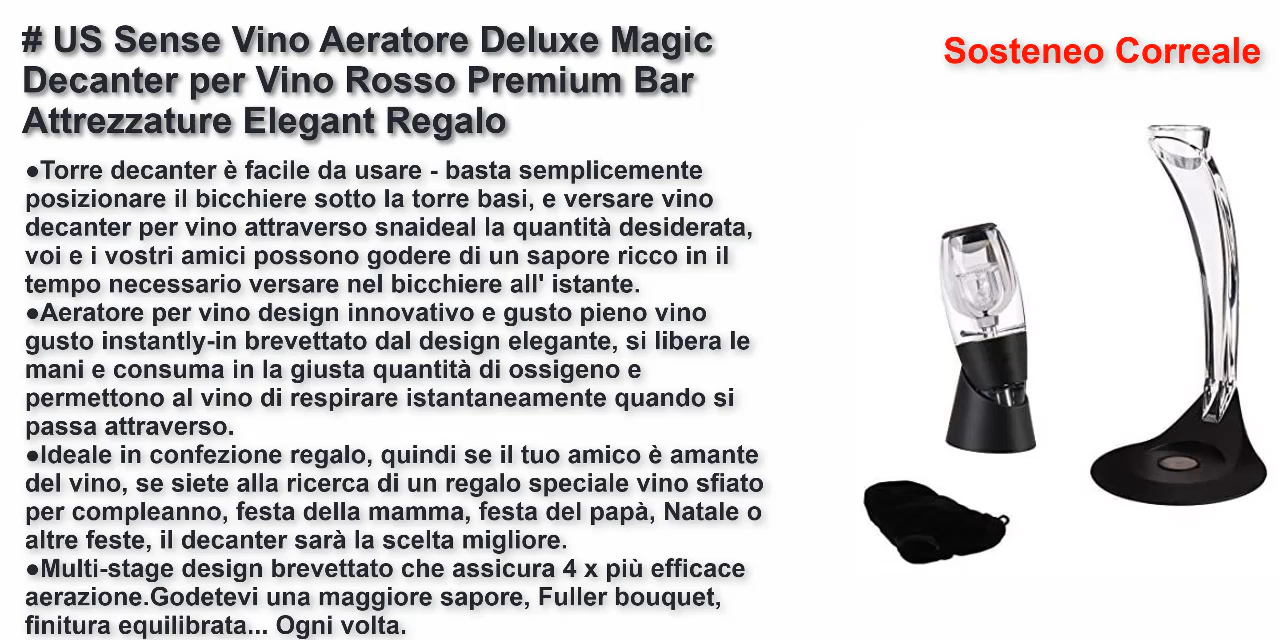 # US Sense Vino Aeratore Deluxe Magic
Decanter per Vino Rosso Premium Bar
Attrezzature Elegant Regalo
Sosteneo Correale
●Torre decanter è facile da usare - basta semplicemente
posizionare il bicchiere sotto la torre basi, e versare vino
decanter per vino attraverso snaideal la quantità desiderata,
voi e i vostri amici possono godere di un sapore ricco in il
tempo necessario versare nel bicchiere all' istante.
●Aeratore per vino design innovativo e gusto pieno vino
gusto instantly-in brevettato dal design elegante, si libera le
mani e consuma in la giusta quantità di ossigeno e
permettono al vino di respirare istantaneamente quando si
passa attraverso.
●Ideale in confezione regalo, quindi se il tuo amico è amante
del vino, se siete alla ricerca di un regalo speciale vino sfiato
per compleanno, festa della mamma, festa del papà, Natale o
altre feste, il decanter sarà la scelta migliore.
●Multi-stage design brevettato che assicura 4 x più efficace
aerazione.Godetevi una maggiore sapore, Fuller bouquet,
finitura equilibrata... Ogni volta.